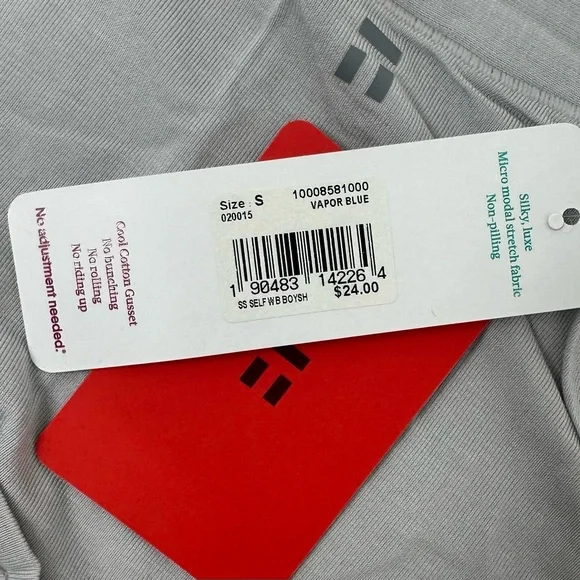 Size : S 10008581000
020015 VAPOR BLUE
1 90483 14226 4
SS SELF WB BOYSH $24.00
Cool Cotton Gusset
No bunching
No rolling
No riding up
No adjustment needed.*
Silky, luxe
Micro modal stretch fabric
Non-pilling